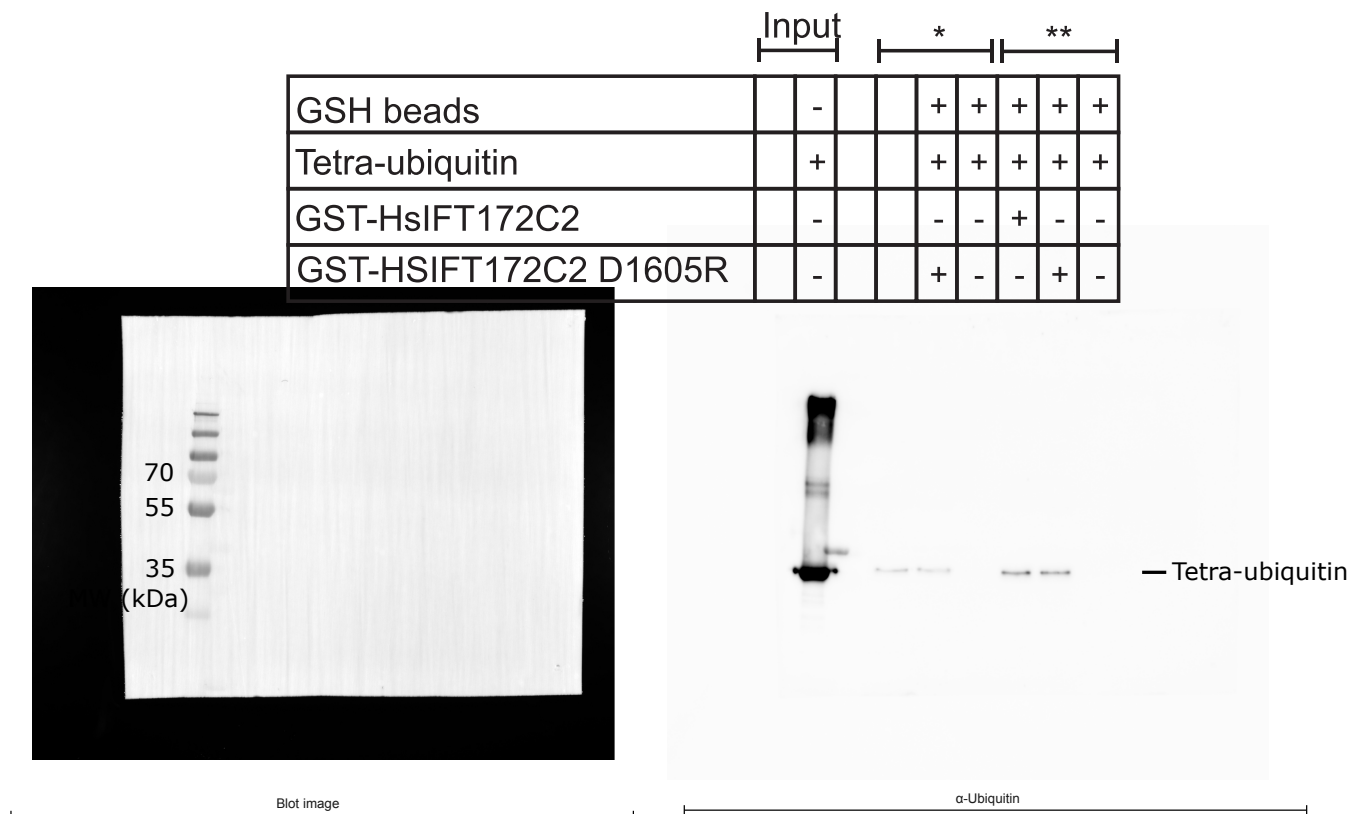 Input * **
GSH beads - + + + + +
Tetra-ubiquitin + + + + + +
GST-HsIFT172C2 - - - + - -
GST-HSIFT172C2 D1605R - + - - + -
70
55
35
MW (kDa)
Tetra-ubiquitin
Blot image
α-Ubiquitin